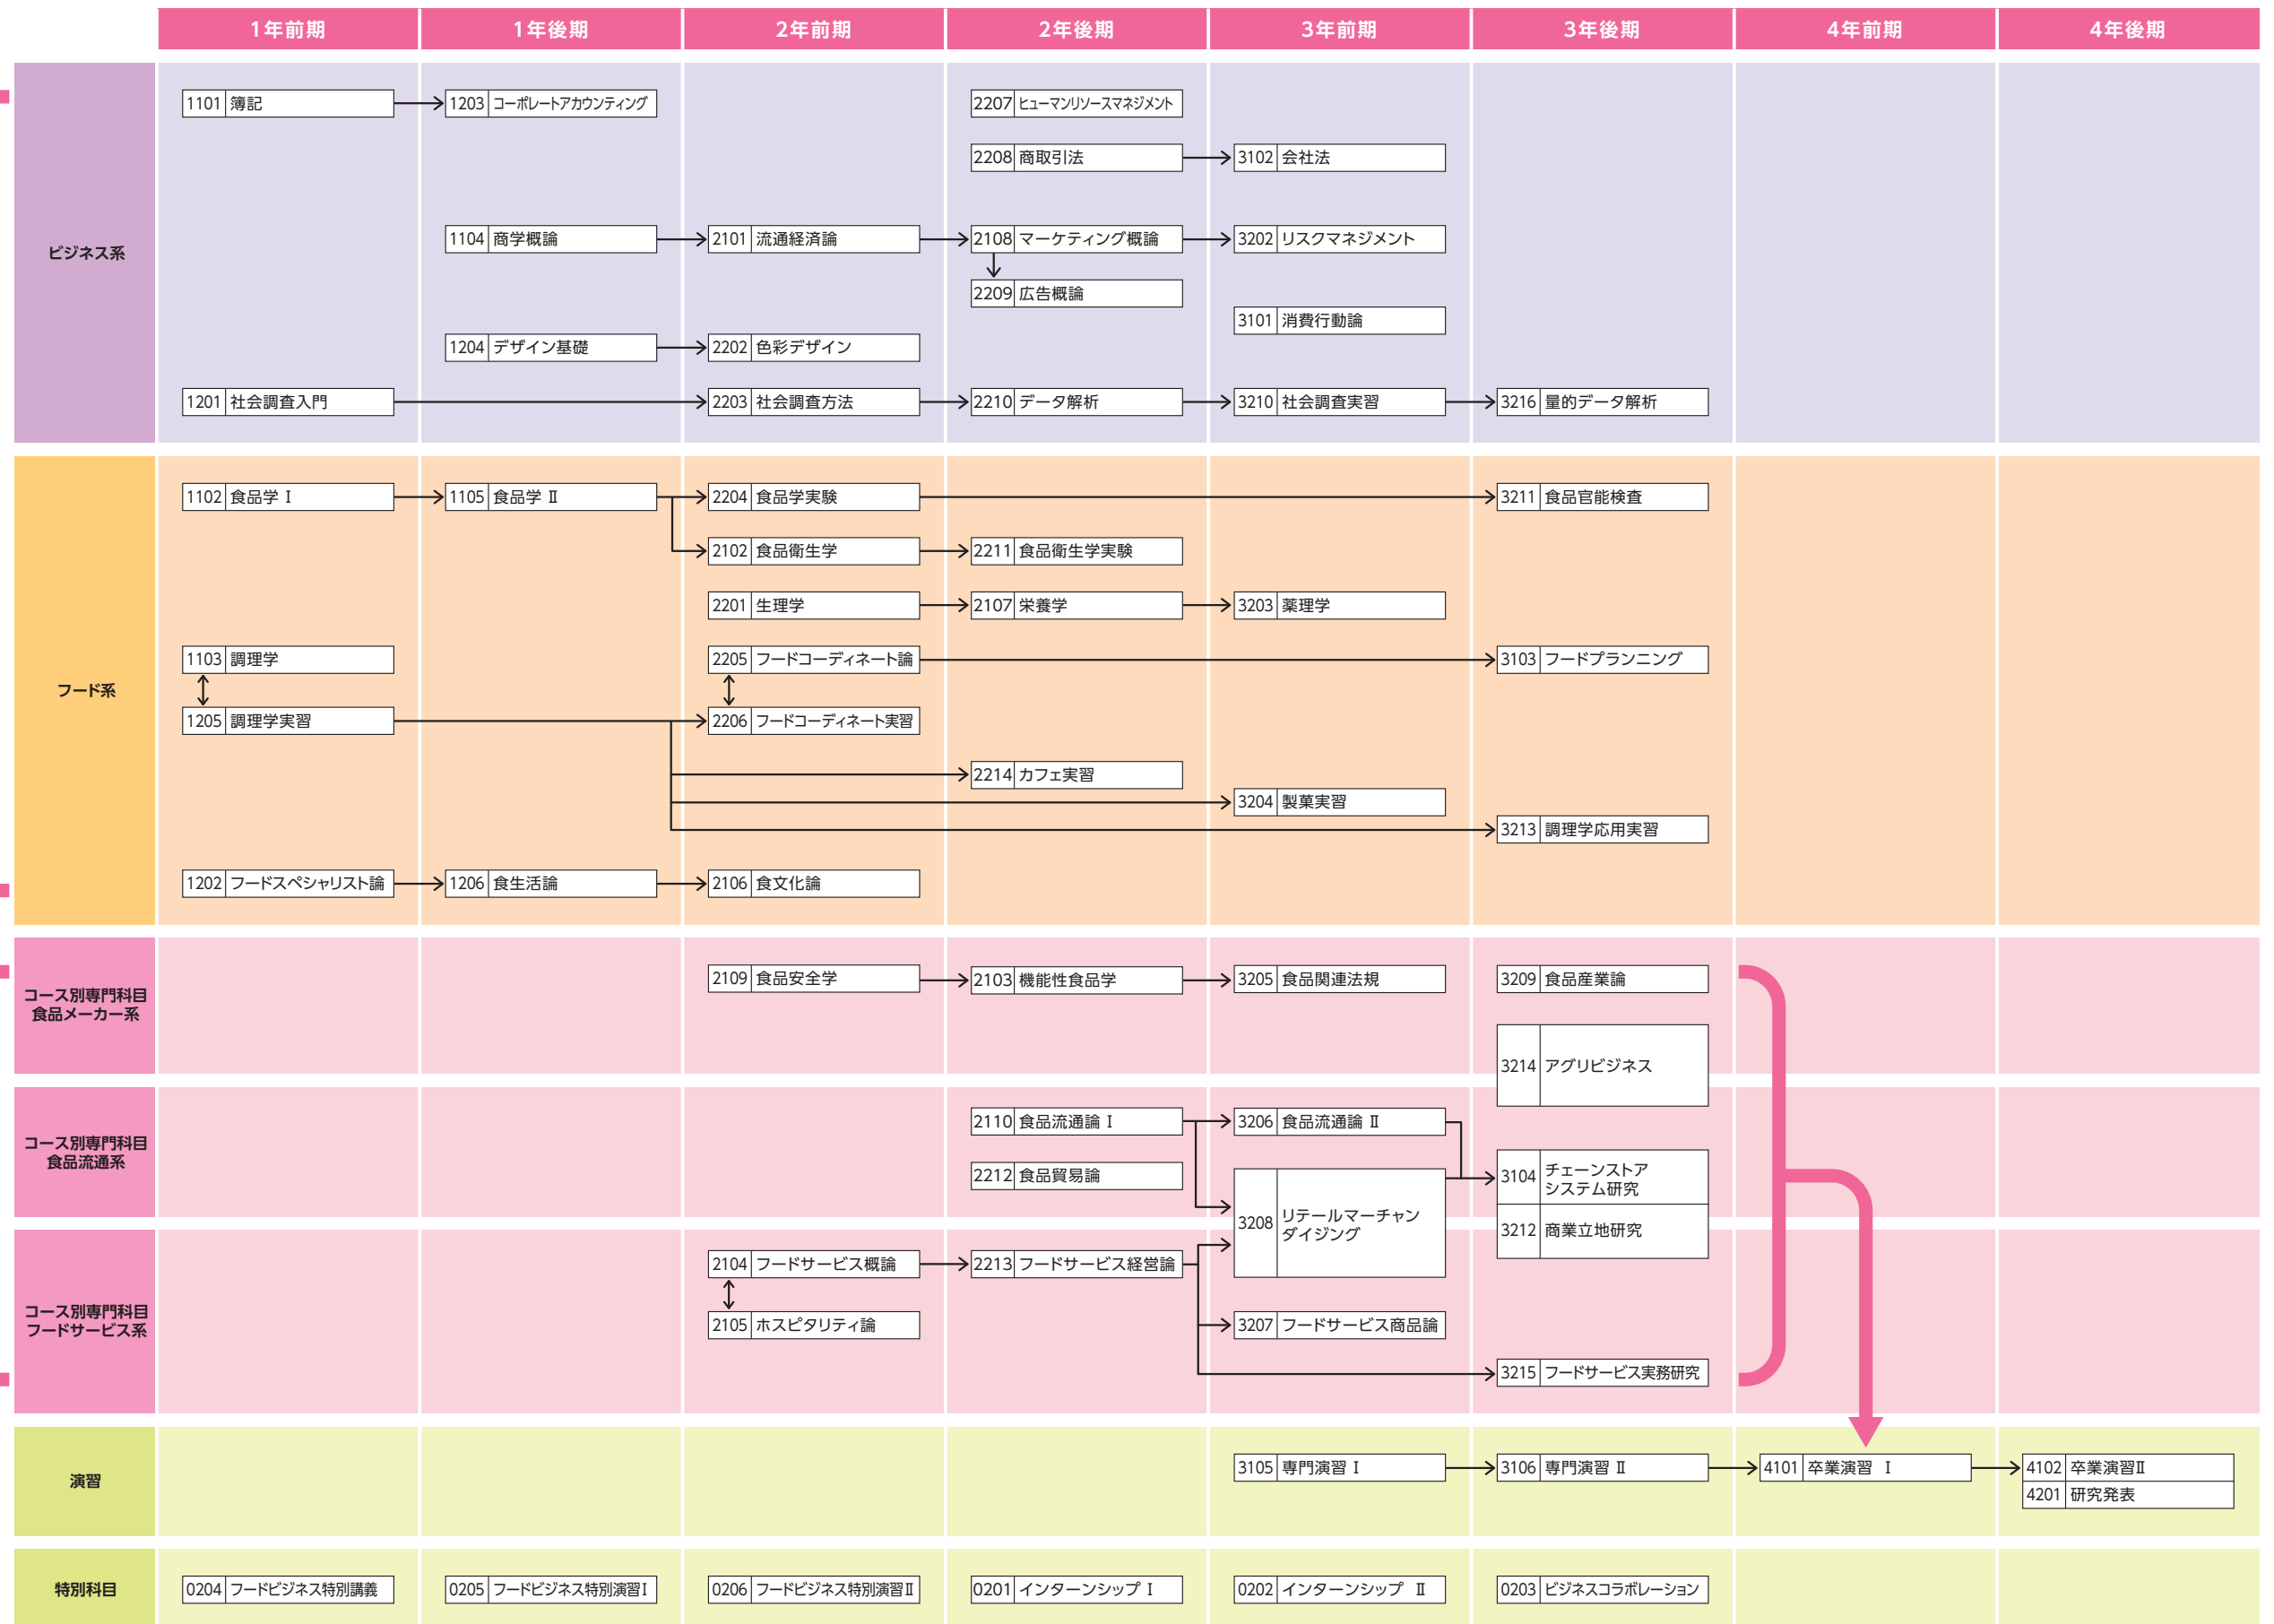 1年前期
1年後期
2年前期
2年後期
3年前期
3年後期
4年前期
4年後期
ビジネス系
1101 簿記
1203 コーポレートアカウンティング
2207 ヒューマンリソースマネジメント
2208 商取引法
3102 会社法
1104 商学概論
2101 流通経済論
2108 マーケティング概論
3202 リスクマネジメント
2209 広告概論
3101 消費行動論
1204 デザイン基礎
2202 色彩デザイン
1201 社会調査入門
2203 社会調査方法
2210 データ解析
3210 社会調査実習
3216 量的データ解析
フード系
1102 食品学 Ⅰ
1105 食品学 Ⅱ
2204 食品学実験
3211 食品官能検査
2102 食品衛生学
2211 食品衛生学実験
2201 生理学
2107 栄養学
3203 薬理学
1103 調理学
2205 フードコーディネート論
3103 フードプランニング
1205 調理学実習
2206 フードコーディネート実習
2214 カフェ実習
3204 製菓実習
3213 調理学応用実習
1202 フードスペシャリスト論
1206 食生活論
2106 食文化論
コース別専門科目
食品メーカー系
2109 食品安全学
2103 機能性食品学
3205 食品関連法規
3209 食品産業論
3214 アグリビジネス
コース別専門科目
食品流通系
2110 食品流通論 Ⅰ
3206 食品流通論 Ⅱ
2212 食品貿易論
3208 リテールマーチャン
ダイジング
3104 チェーンストア
システム研究
3212 商業立地研究
コース別専門科目
フードサービス系
2104 フードサービス概論
2213 フードサービス経営論
2105 ホスピタリティ論
3207 フードサービス商品論
3215 フードサービス実務研究
演習
3105 専門演習 Ⅰ
3106 専門演習 Ⅱ
4101 卒業演習 Ⅰ
4102 卒業演習Ⅱ
4201 研究発表
特別科目
0204 フードビジネス特別講義
0205 フードビジネス特別演習Ⅰ
0206 フードビジネス特別演習Ⅱ
0201 インターンシップ Ⅰ
0202 インターンシップ Ⅱ
0203 ビジネスコラボレーション